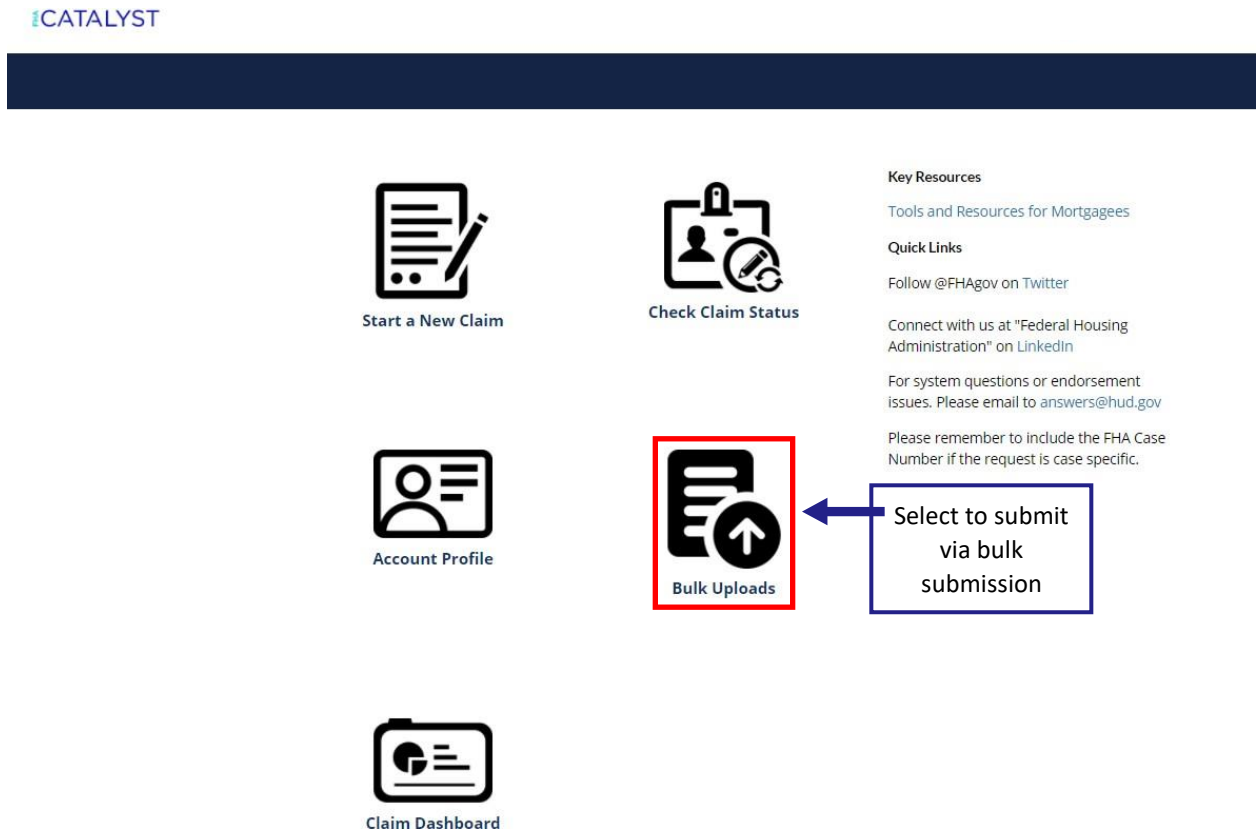 FHA CATALYST
Start a New Claim
Check Claim Status
Key Resources
Tools and Resources for Mortgagees
Quick Links
Follow @FHAgov on Twitter
Connect with us at "Federal Housing
Administration" on LinkedIn
For system questions or endorsement
issues. Please email to answers@hud.gov
Please remember to include the FHA Case
Number if the request is case specific.
Account Profile
Bulk Uploads
Select to submit
via bulk
submission
Claim Dashboard